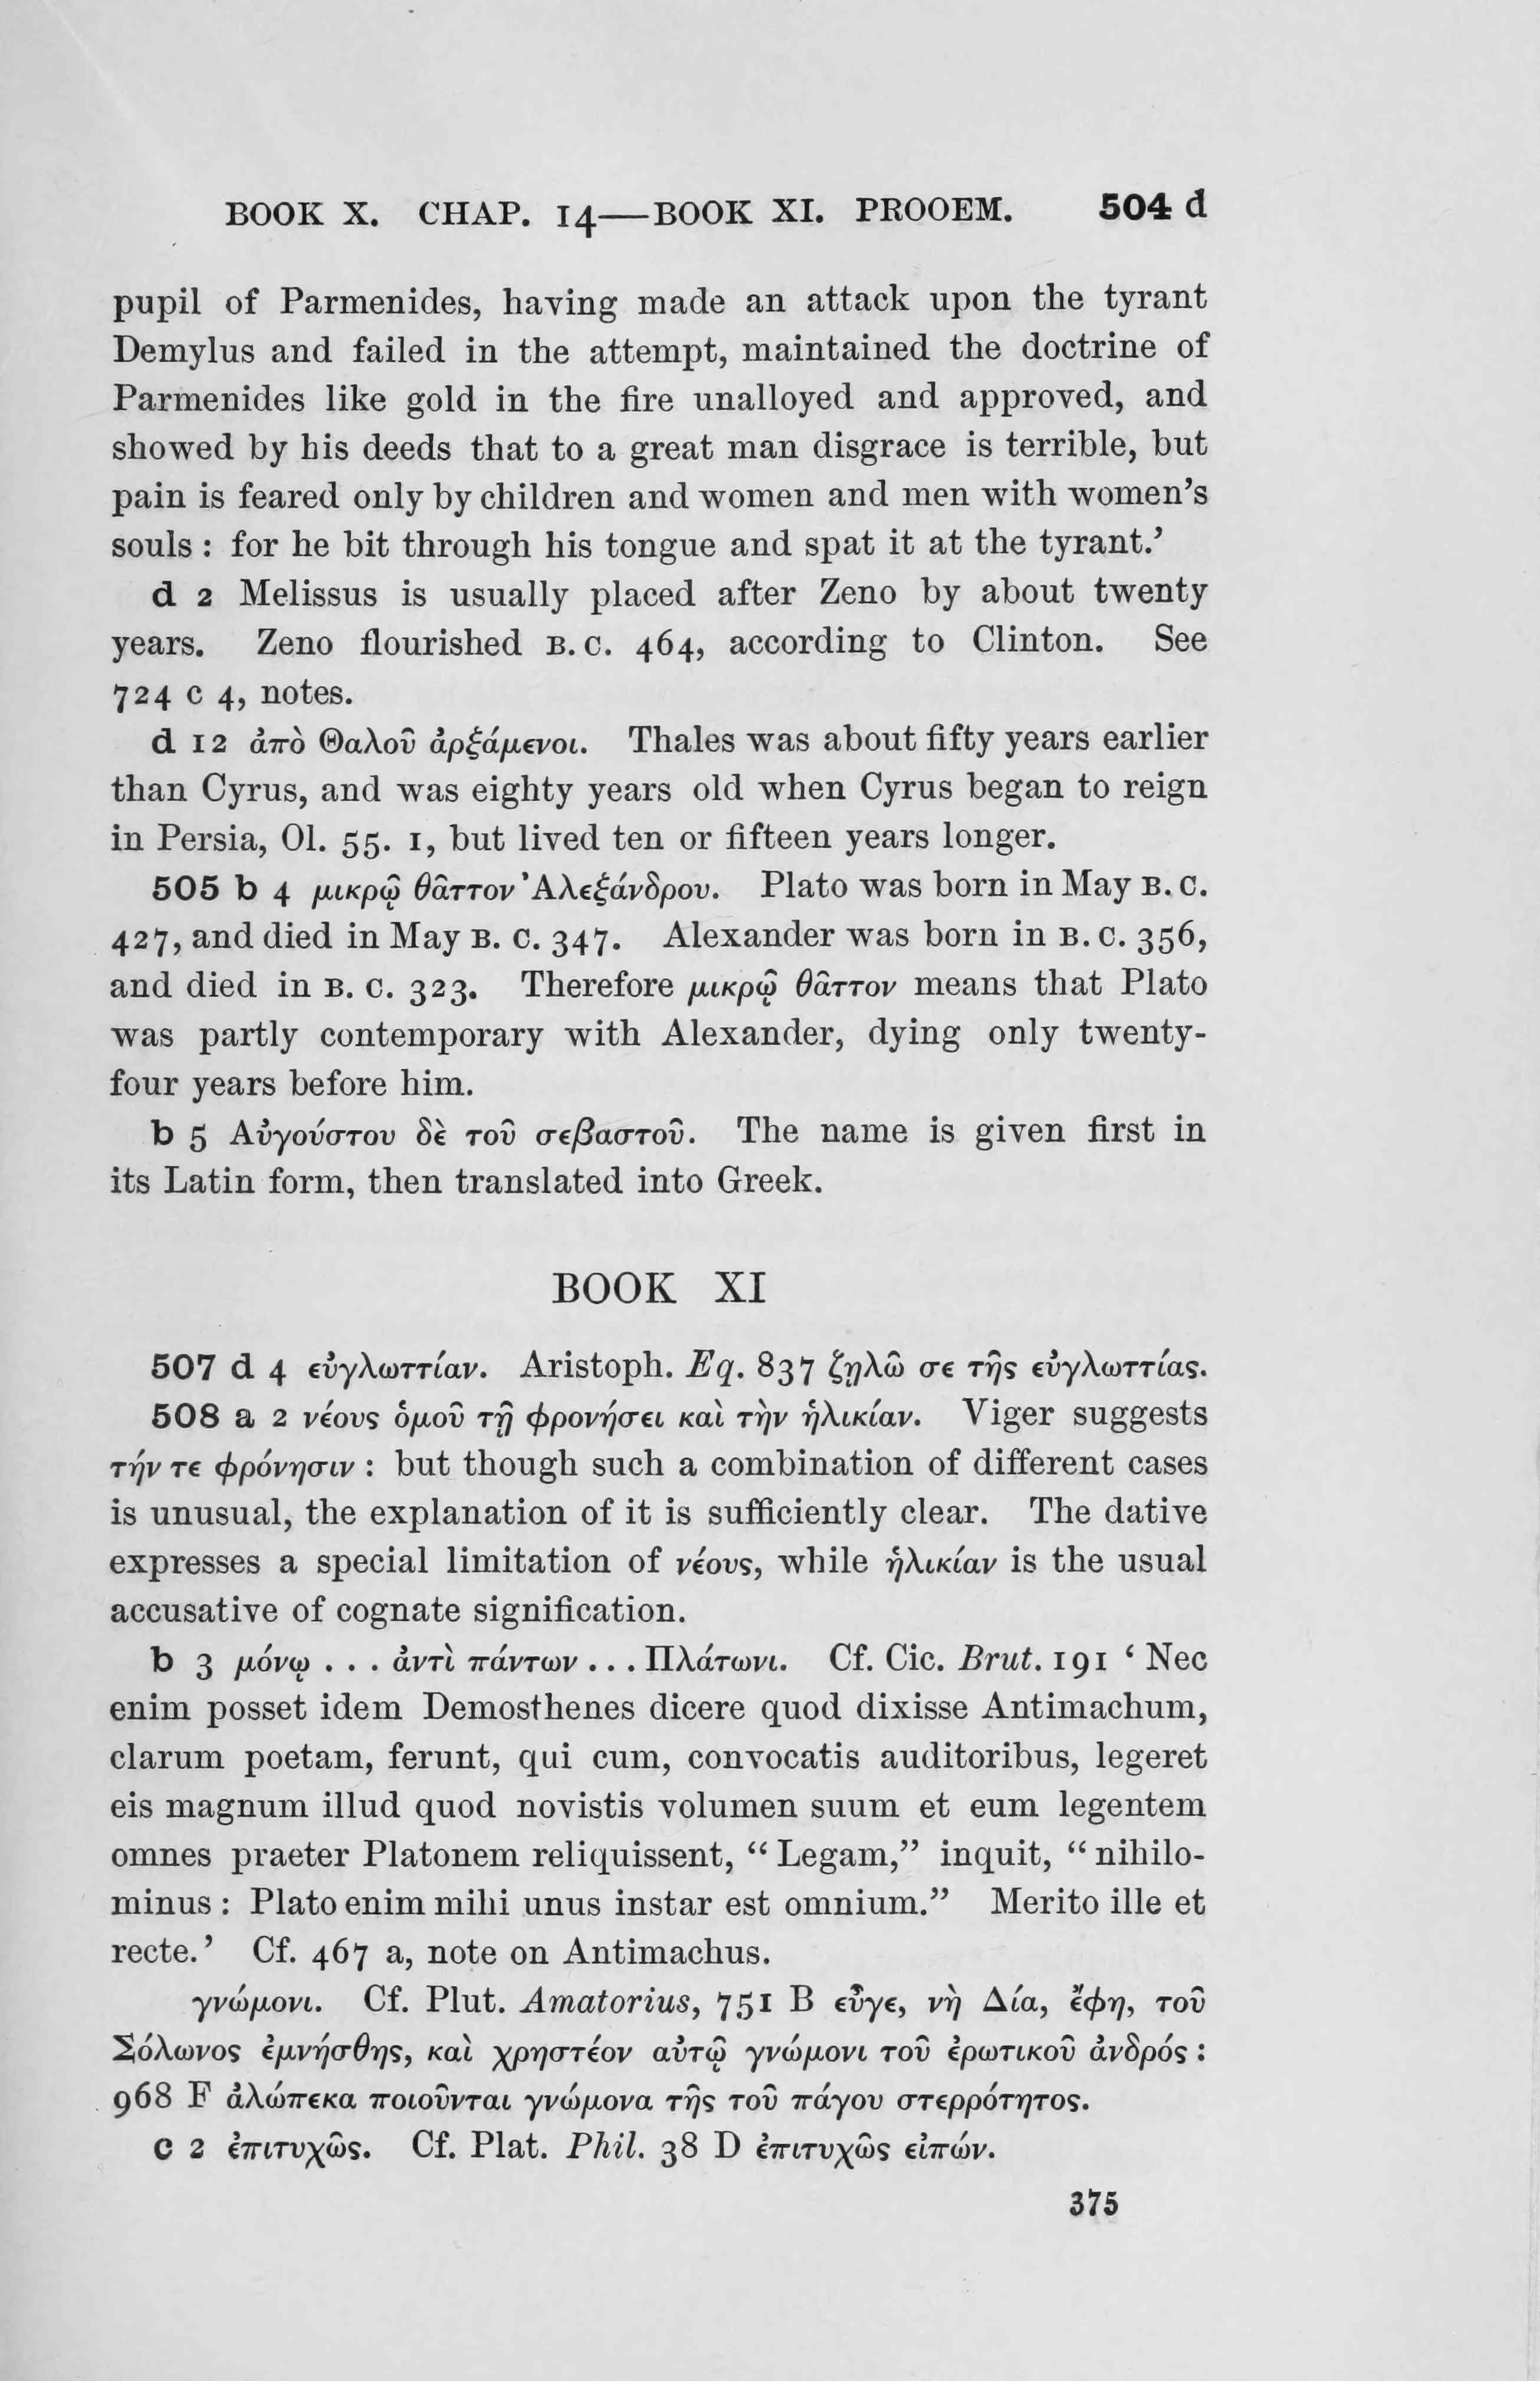 BOOK X. CHAP. 14—BOOK XI. PROOEM. 504 d
pupil of Parmenides, having made an attack upon the tyrant
Demylus and failed in the attempt, maintained the doctrine of
Parmenides like gold in the fire unalloyed and approved, and
showed by his deeds that to a great man disgrace is terrible, but
pain is feared only by children and women and men with women's
souls : for he bit through his tongue and spat it at the tyrant.'
d 2 Melissus is usually placed after Zeno by about twenty
years. Zeno flourished B.C. 464, according to Clinton. See
724 c 4, notes.
d 12 ἀπὸ Θαλοῦ ἀρξάμενοι. Thales was about fifty years earlier
than Cyrus, and was eighty years old when Cyrus began to reign
in Persia, Ol. 55. 1, but lived ten or fifteen years longer.
505 b 4 μικρῷ θᾶττον Ἀλεξάνδρου. Plato was born in May B.C.
427, and died in May B.C. 347. Alexander was born in B.C. 356,
and died in B.C. 323. Therefore μικρῷ θᾶττον means that Plato
was partly contemporary with Alexander, dying only twenty-
four years before him.
b 5 Αὐγούστου δὲ τοῦ σεβαστοῦ. The name is given first in
its Latin form, then translated into Greek.
BOOK XI
507 d 4 εὐγλωττίαν. Aristoph. Eq. 837 ζηλῶ σε τῆς εὐγλωττίας.
508 a 2 νέους ὁμοῦ τῇ φρονήσει καὶ τὴν ἡλικίαν. Viger suggests
τήν τε φρόνησιν : but though such a combination of different cases
is unusual, the explanation of it is sufficiently clear. The dative
expresses a special limitation of νέους, while ἡλικίαν is the usual
accusative of cognate signification.
b 3 μόνῳ . . . ἀντὶ πάντων . . . Πλάτωνι. Cf. Cic. Brut. 191 ‘ Nec
enim posset idem Demosthenes dicere quod dixisse Antimachum,
clarum poetam, ferunt, qui cum, convocatis auditoribus, legeret
eis magnum illud quod novistis volumen suum et eum legentem
omnes praeter Platonem reliquissent, “ Legam,” inquit, “ nihilo-
minus : Plato enim mihi unus instar est omnium.” Merito ille et
recte.’ Cf. 467 a, note on Antimachus.
γνώμονι. Cf. Plut. Amatorius, 751 B εὖγε, νὴ Δία, ἔφη, τοῦ
Σόλωνος ἐμνήσθης, καὶ χρηστέον αὐτῷ γνώμονι τοῦ ἐρωτικοῦ ἀνδρός :
968 F ἀλώπεκα ποιοῦνται γνώμονα τῆς τοῦ πάγου στερρότητος.
c 2 ἐπιτυχῶς. Cf. Plat. Phil. 38 D ἐπιτυχῶς εἰπών.
375